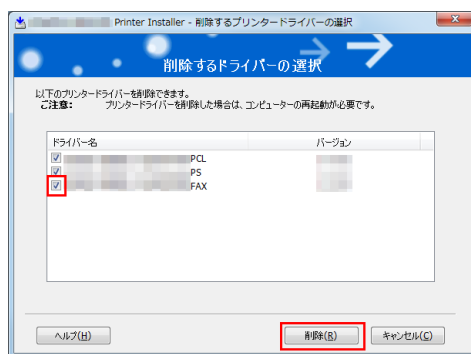 Printer Installer - 削除するプリンタードライバーの選択
削除するドライバーの選択
以下のプリンタードライバーを削除できます。
ご注意: プリンタードライバーを削除した場合は、コンピューターの再起動が必要です。
ドライバー名 バージョン
PCL
PS
FAX
ヘルプ(H) 削除(R) キャンセル(C)